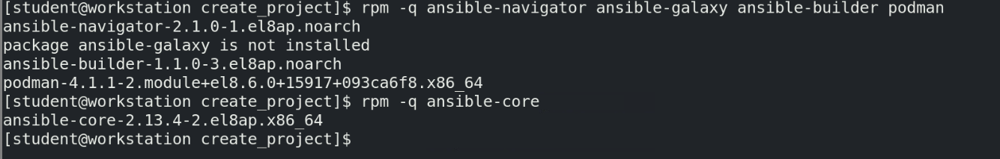 [student@workstation create_project]$ rpm -q ansible-navigator ansible-galaxy ansible-builder podman
ansible-navigator-2.1.0-1.el8ap.noarch
package ansible-galaxy is not installed
ansible-builder-1.1.0-3.el8ap.noarch
podman-4.1.1-2.module+el8.6.0+15917+093ca6f8.x86_64
[student@workstation create_project]$ rpm -q ansible-core
ansible-core-2.13.4-2.el8ap.x86_64
[student@workstation create_project]$